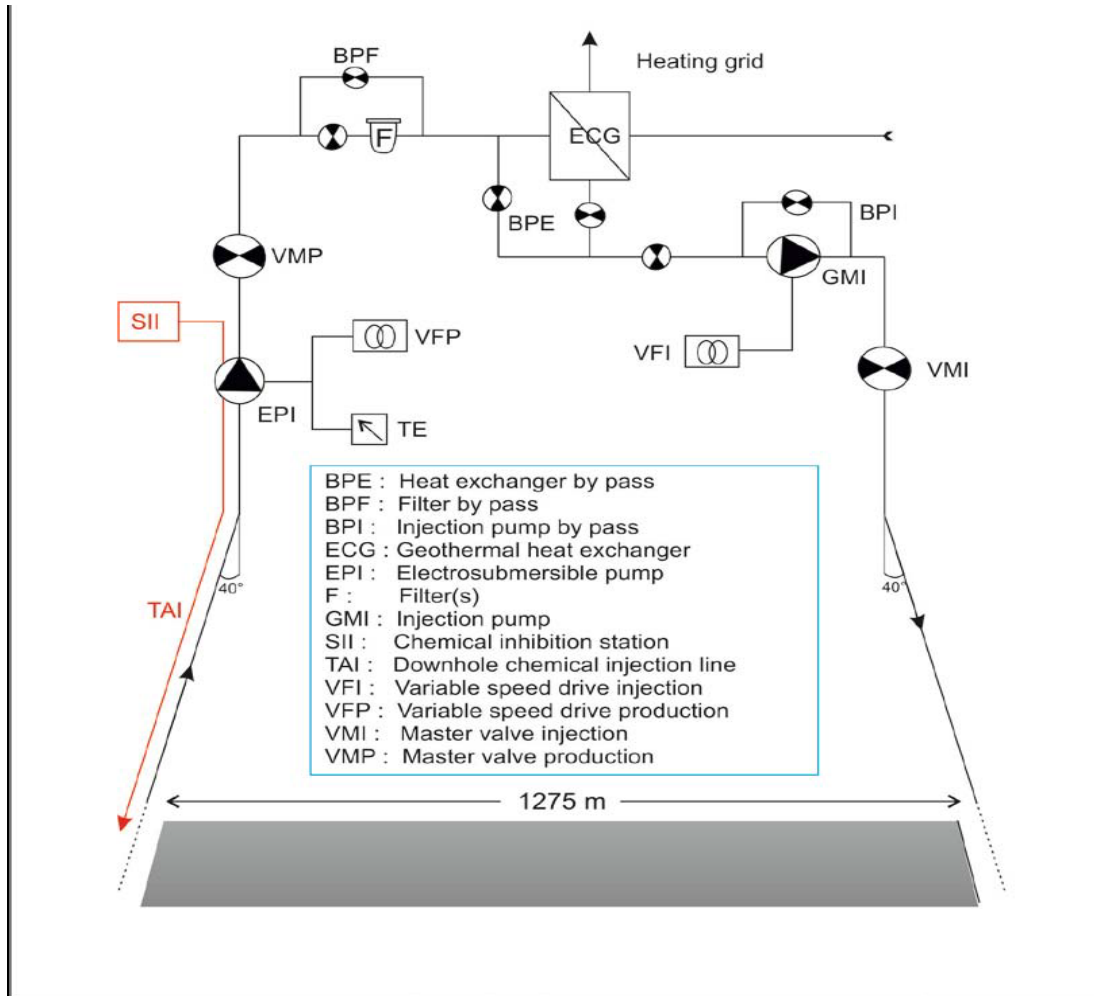 BPF
Heating grid
F
ECG
BPE
BPI
VMP
GMI
SII
VFP
VFI
VMI
EPI
TE
BPE : Heat exchanger by pass
BPF : Filter by pass
BPI : Injection pump by pass
ECG : Geothermal heat exchanger
EPI : Electrosubmersible pump
F : Filter(s)
GMI : Injection pump
SII : Chemical inhibition station
TAI : Downhole chemical injection line
VFI : Variable speed drive injection
VFP : Variable speed drive production
VMI : Master valve injection
VMP : Master valve production
40°
40°
TAI
1275 m